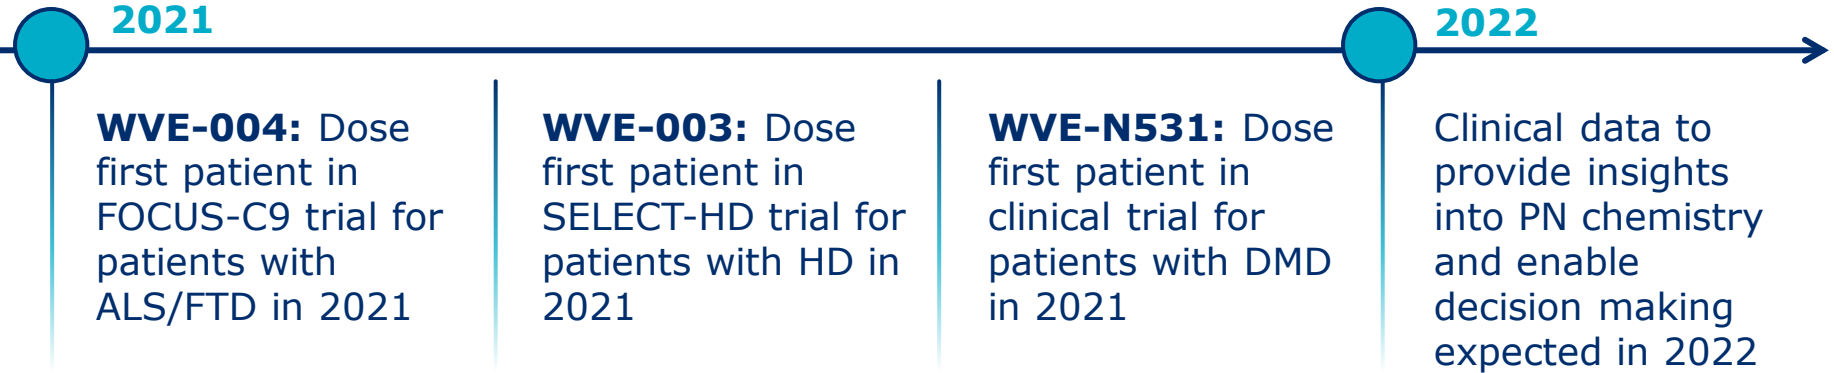 2021
WVE-004: Dose
first patient in
FOCUS-C9 trial for
patients with
ALS/FTD in 2021
WVE-003: Dose
first patient in
SELECT-HD trial for
patients with HD in
2021
WVE-N531: Dose
first patient in
clinical trial for
patients with DMD
in 2021
2022
Clinical data to
provide insights
into PN chemistry
and enable
decision making
expected in 2022